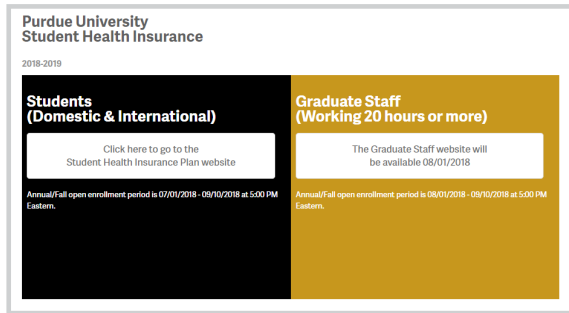 Purdue University
Student Health Insurance
2018-2019
Students
(Domestic & International)
Click here to go to the
Student Health Insurance Plan website
Annual/Fall open enrollment period is 07/01/2018 - 09/10/2018 at 5:00 PM
Eastern.
Graduate Staff
(Working 20 hours or more)
The Graduate Staff website will
be available 08/01/2018
Annual/Fall open enrollment period is 08/01/2018 - 09/10/2018 at 5:00 PM
Eastern.